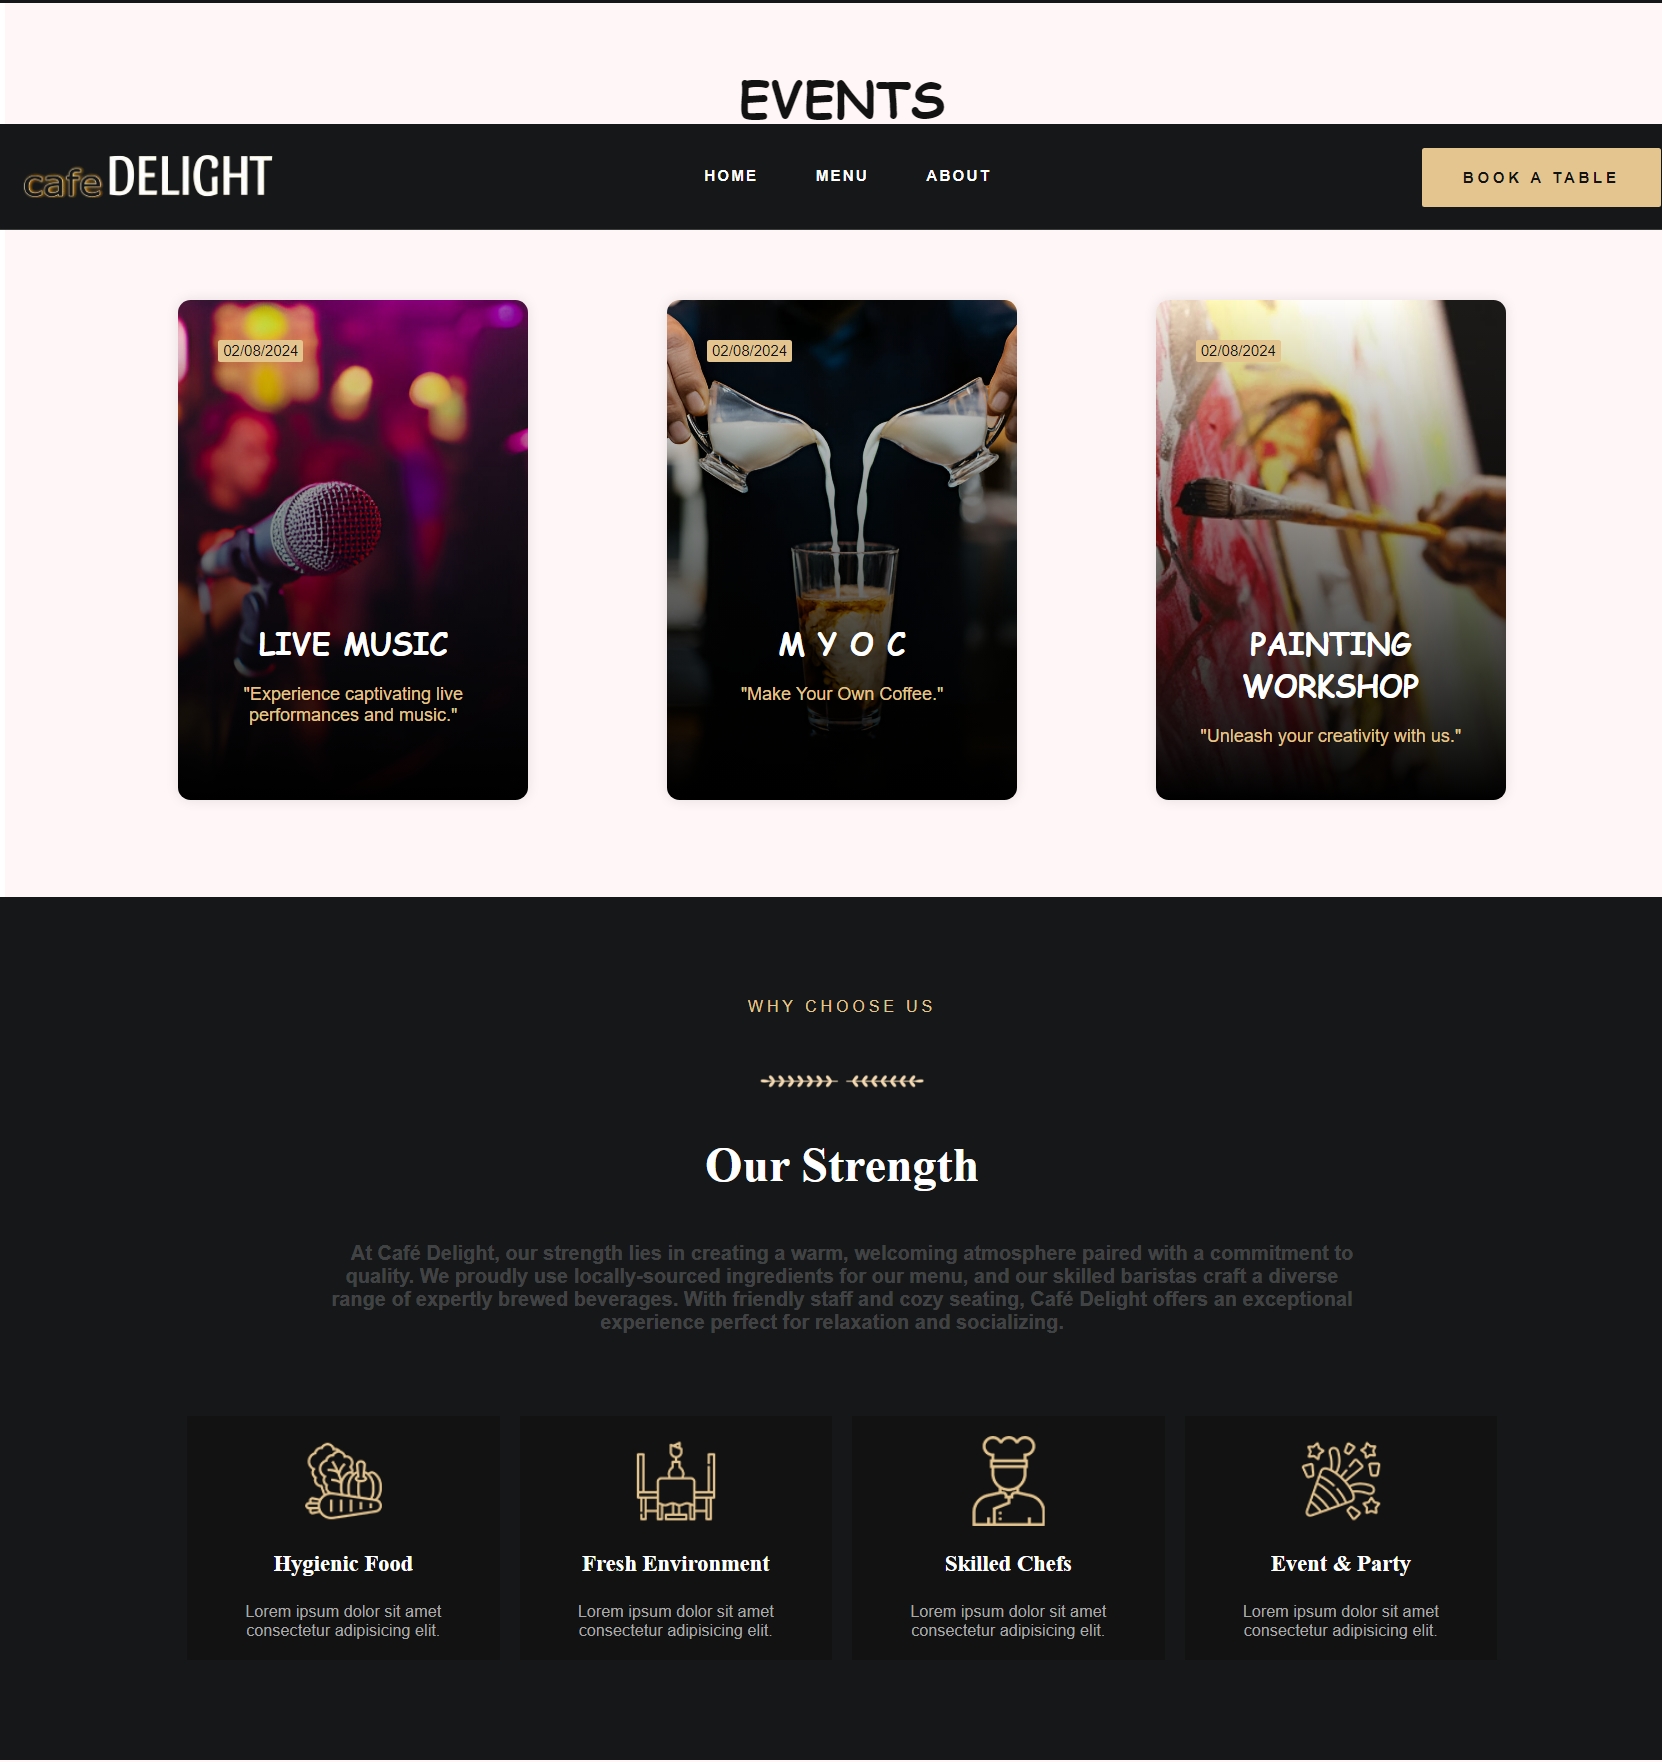 EVENTS
cafe DELIGHT
HOME MENU ABOUT
BOOK A TABLE
02/08/2024
LIVE MUSIC
"Experience captivating live
performances and music."
02/08/2024
M Y O C
"Make Your Own Coffee."
02/08/2024
PAINTING
WORKSHOP
"Unleash your creativity with us."
WHY CHOOSE US
Our Strength
At Café Delight, our strength lies in creating a warm, welcoming atmosphere paired with a commitment to
quality. We proudly use locally-sourced ingredients for our menu, and our skilled baristas craft a diverse
range of expertly brewed beverages. With friendly staff and cozy seating, Café Delight offers an exceptional
experience perfect for relaxation and socializing.
Hygienic Food
Lorem ipsum dolor sit amet
consectetur adipisicing elit.
Fresh Environment
Lorem ipsum dolor sit amet
consectetur adipisicing elit.
Skilled Chefs
Lorem ipsum dolor sit amet
consectetur adipisicing elit.
Event & Party
Lorem ipsum dolor sit amet
consectetur adipisicing elit.